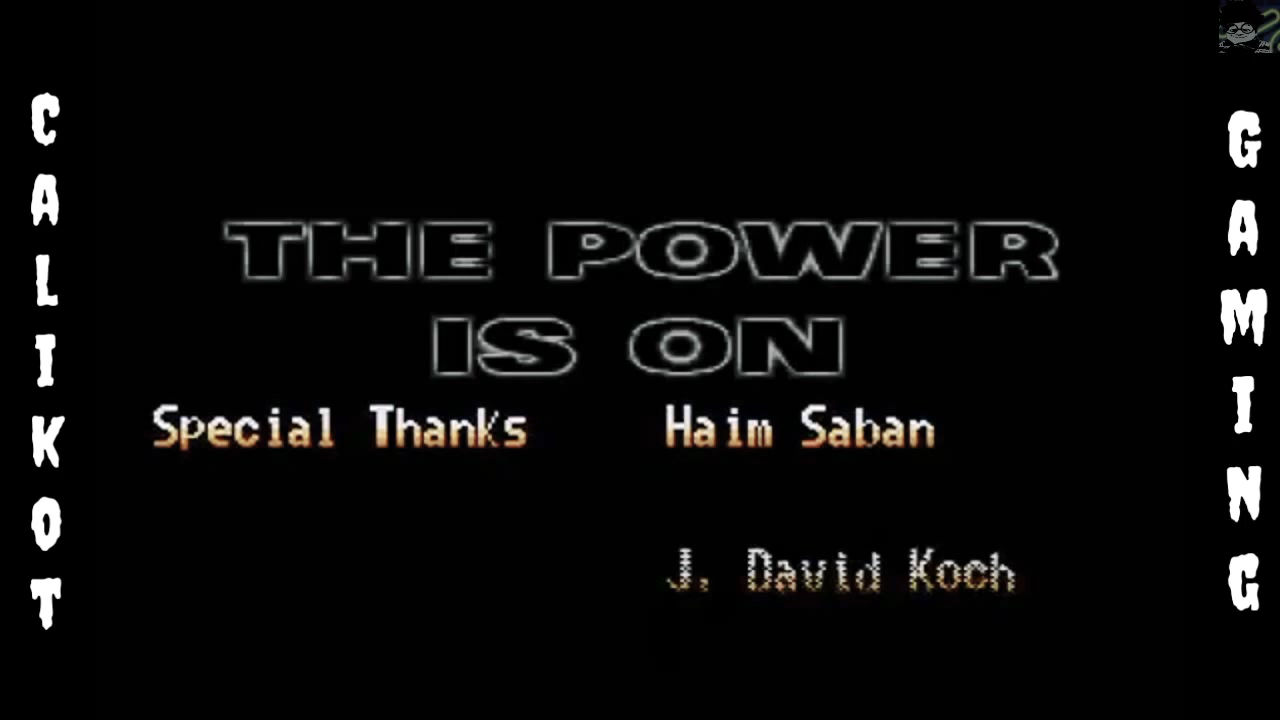 CALIKOT
GAMING
THE POWER
IS ON
Special Thanks Haim Saban
J. David Koch